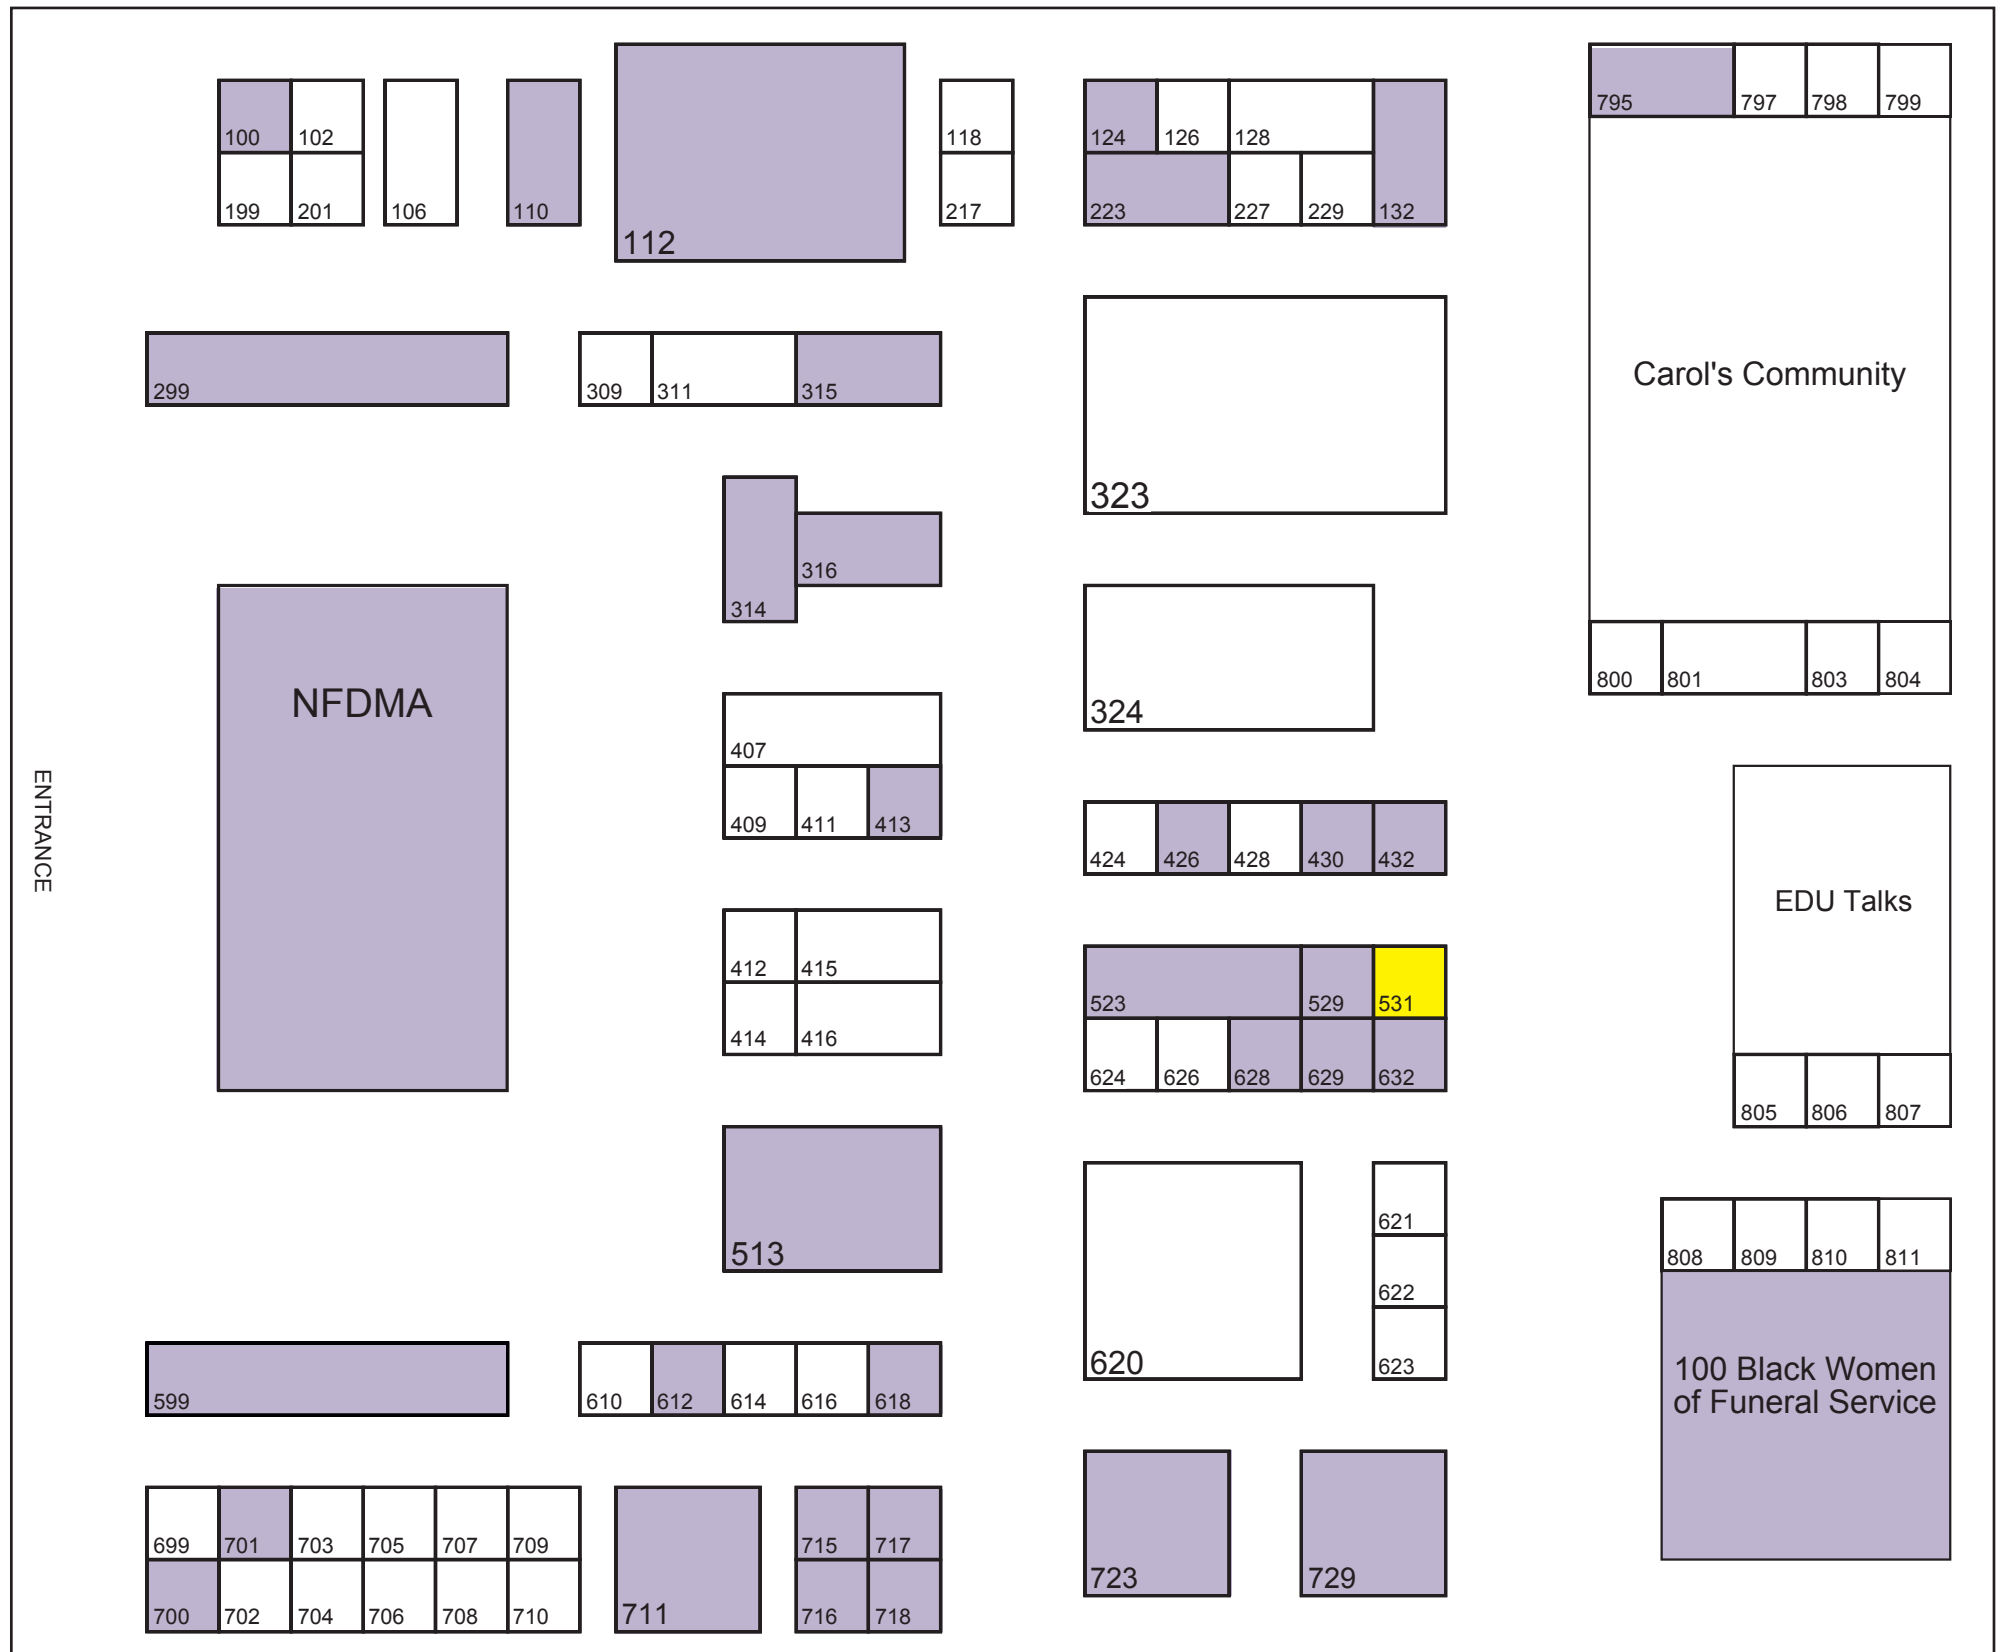 795 797 798 799
100 102 118 124 126 128
199 201 106 110 217 223 227 229 132
112
299 309 311 315
Carol's Community
323
316
314
800 801 803 804
NFDMA
324
407
409 411 413
424 426 428 430 432
ENTRANCE
EDU Talks
412 415
523 529 531
414 416
624 626 628 629 632
805 806 807
621
513
808 809 810 811
622
620
623
100 Black Women
of Funeral Service
599 610 612 614 616 618
699 701 703 705 707 709 715 717
723 729
700 702 704 706 708 710 711 716 718